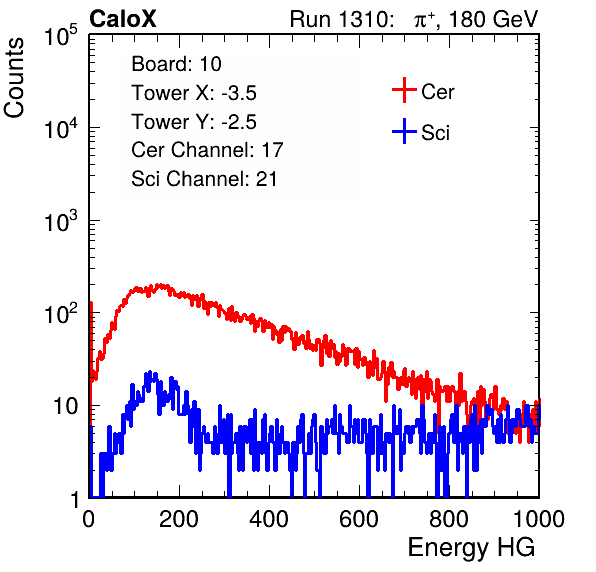 CaloX Run 1310: π⁺, 180 GeV
Counts
Board: 10
Tower X: -3.5
Tower Y: -2.5
Cer Channel: 17
Sci Channel: 21
Cer
Sci
10⁵
10⁴
10³
10²
10
1
0 200 400 600 800 1000
Energy HG